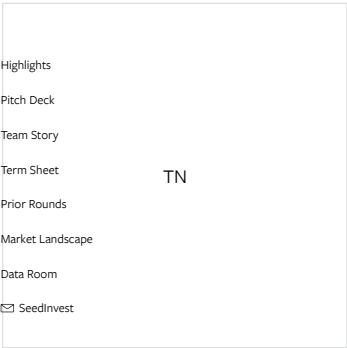 Highlights
Pitch Deck
Team Story
Term Sheet
TN
Prior Rounds
Market Landscape
Data Room
SeedInvest